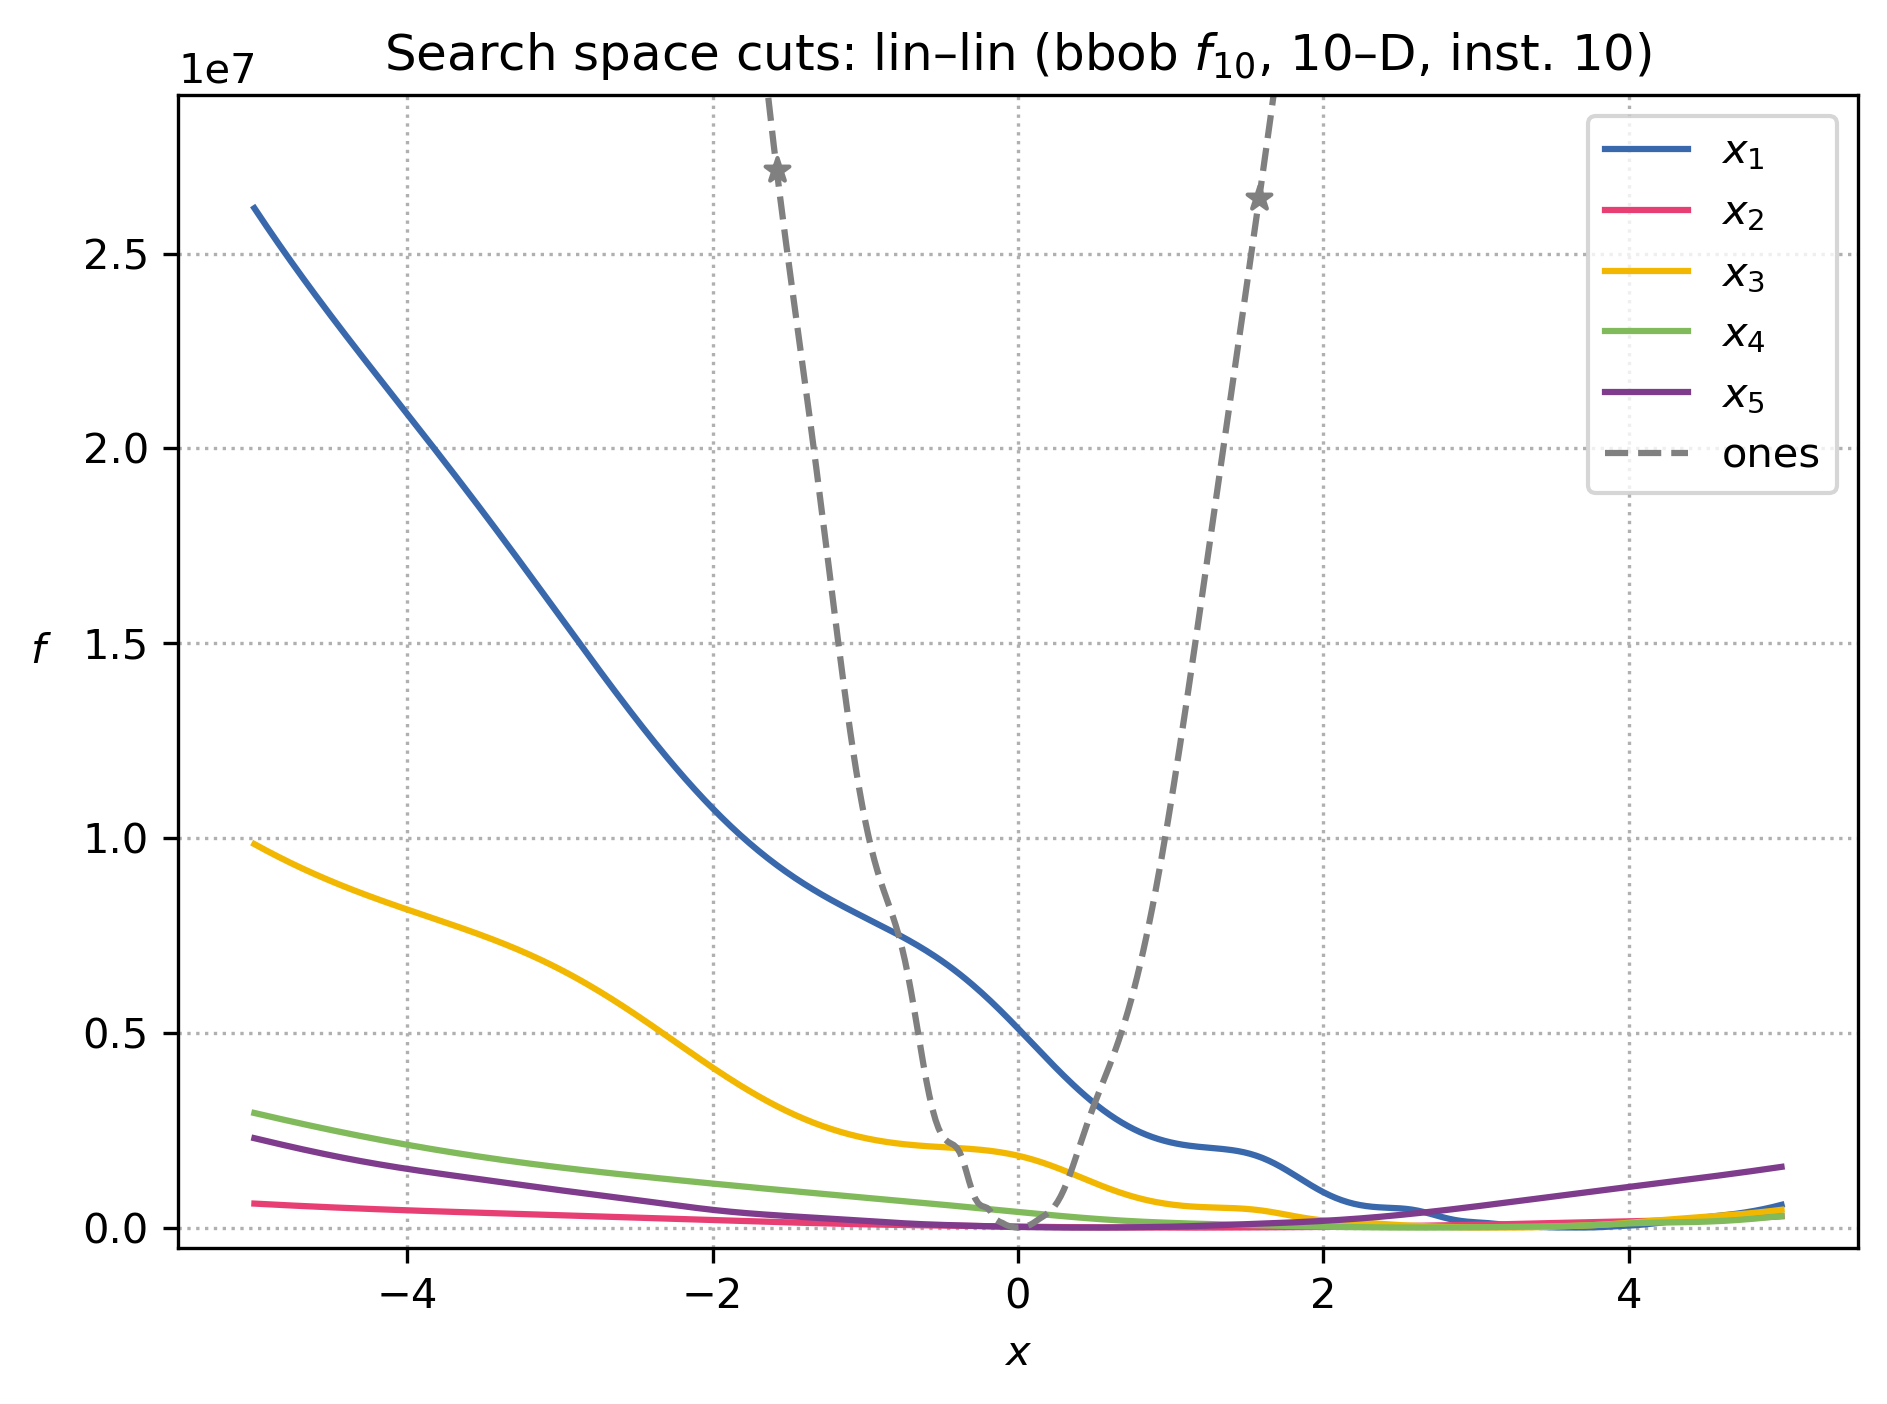 Search space cuts: lin–lin (bbob f₁₀, 10–D, inst. 10)
1e7
2.5
2.0
1.5
1.0
0.5
0.0
f
−4
−2
0
2
4
x
x₁
x₂
x₃
x₄
x₅
ones